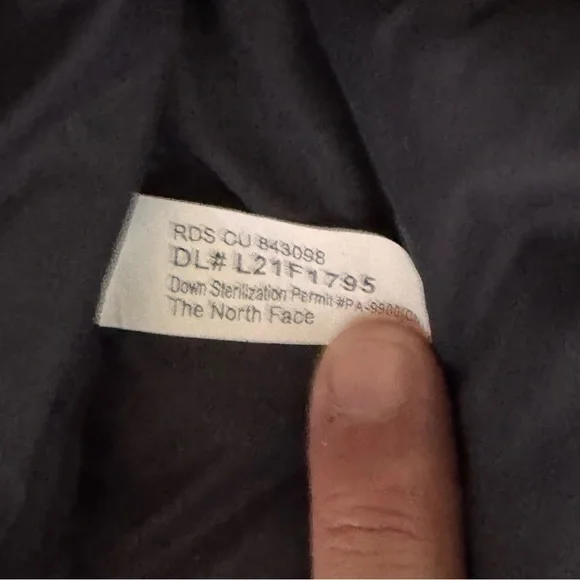 RDS CU 843098
DL# L21F1795
Down Sterilization Permit
The North Face